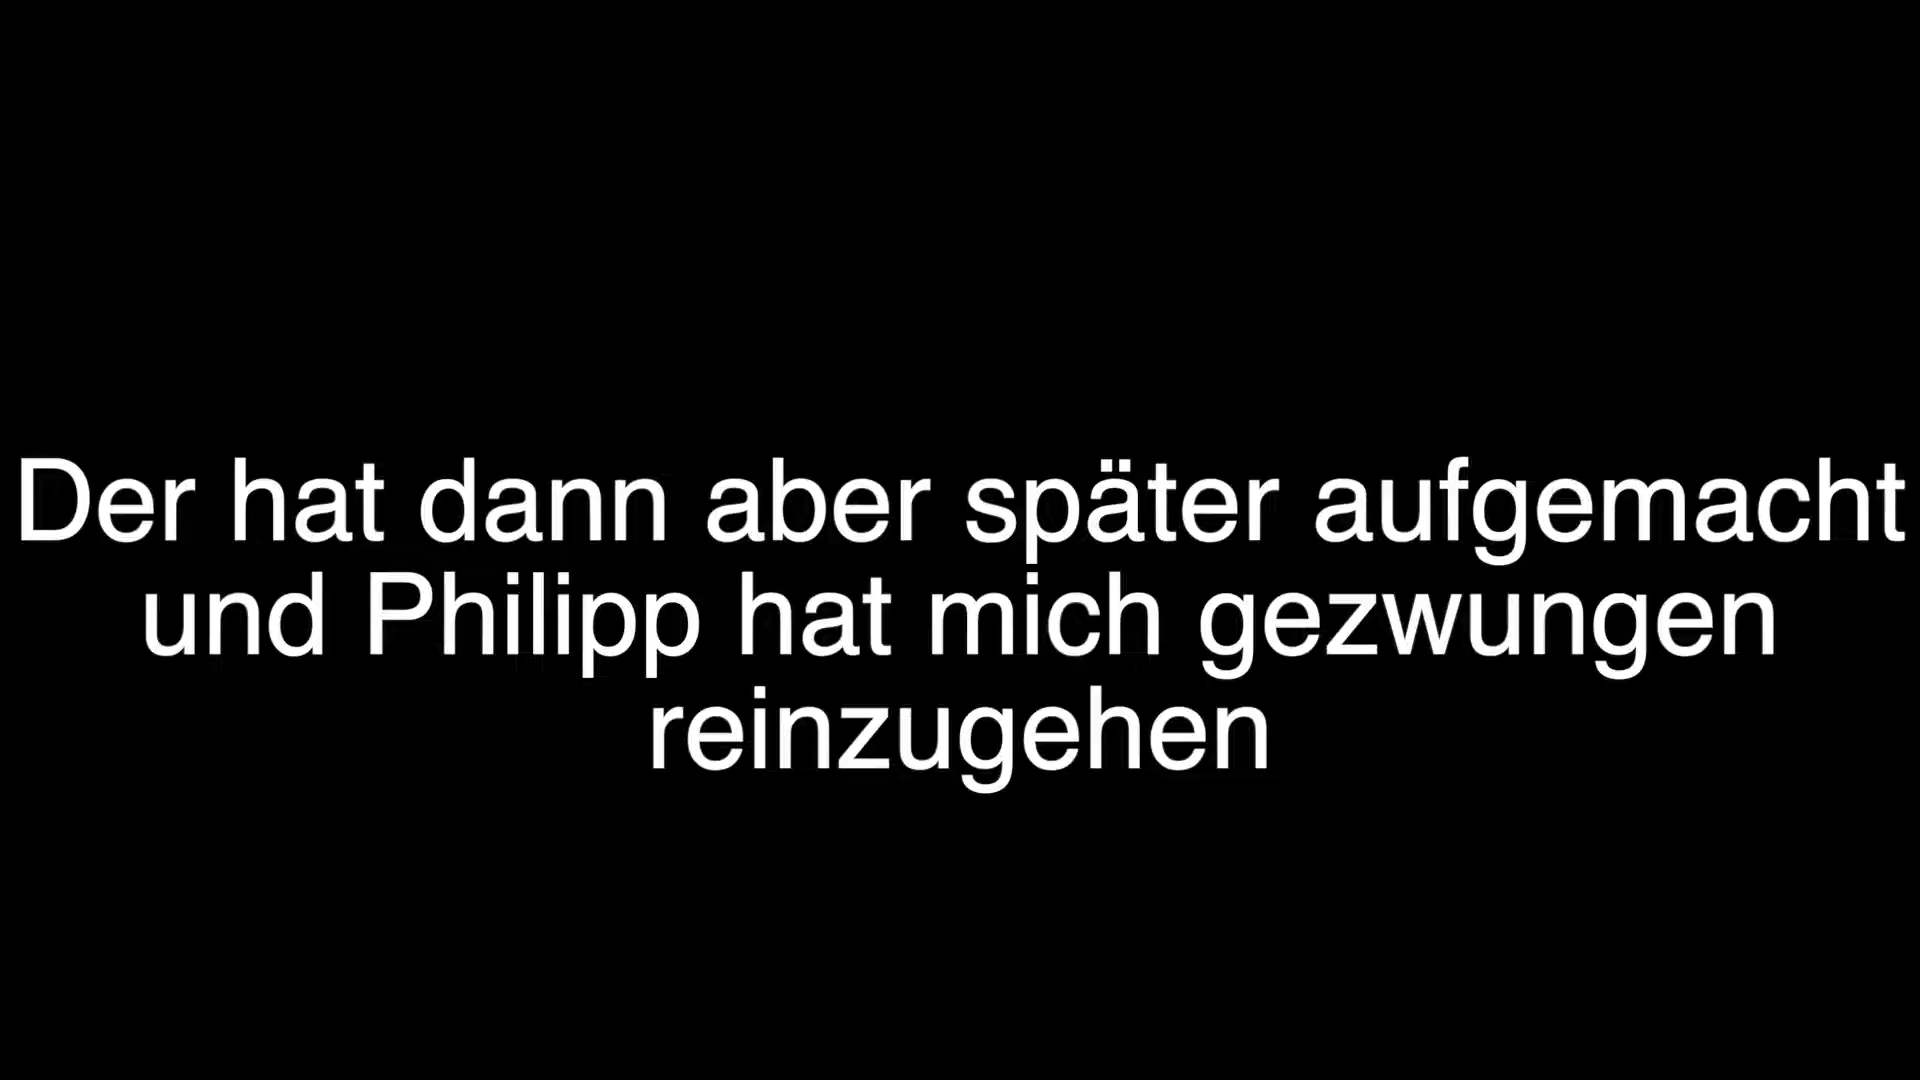 Der hat dann aber später aufgemacht
und Philipp hat mich gezwungen
reinzugehen